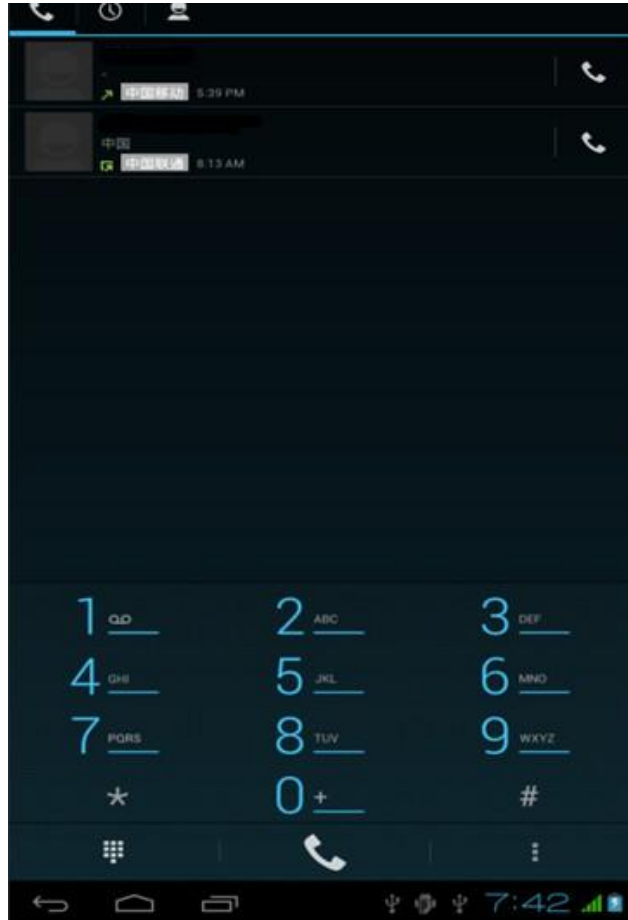 -
中国移动 5:39 PM
中国
中国联通 8:13 AM
1
2 ABC
3 DEF
4 GHI
5 JKL
6 MNO
7 PQRS
8 TUV
9 WXYZ
*
0 +
#
7:42